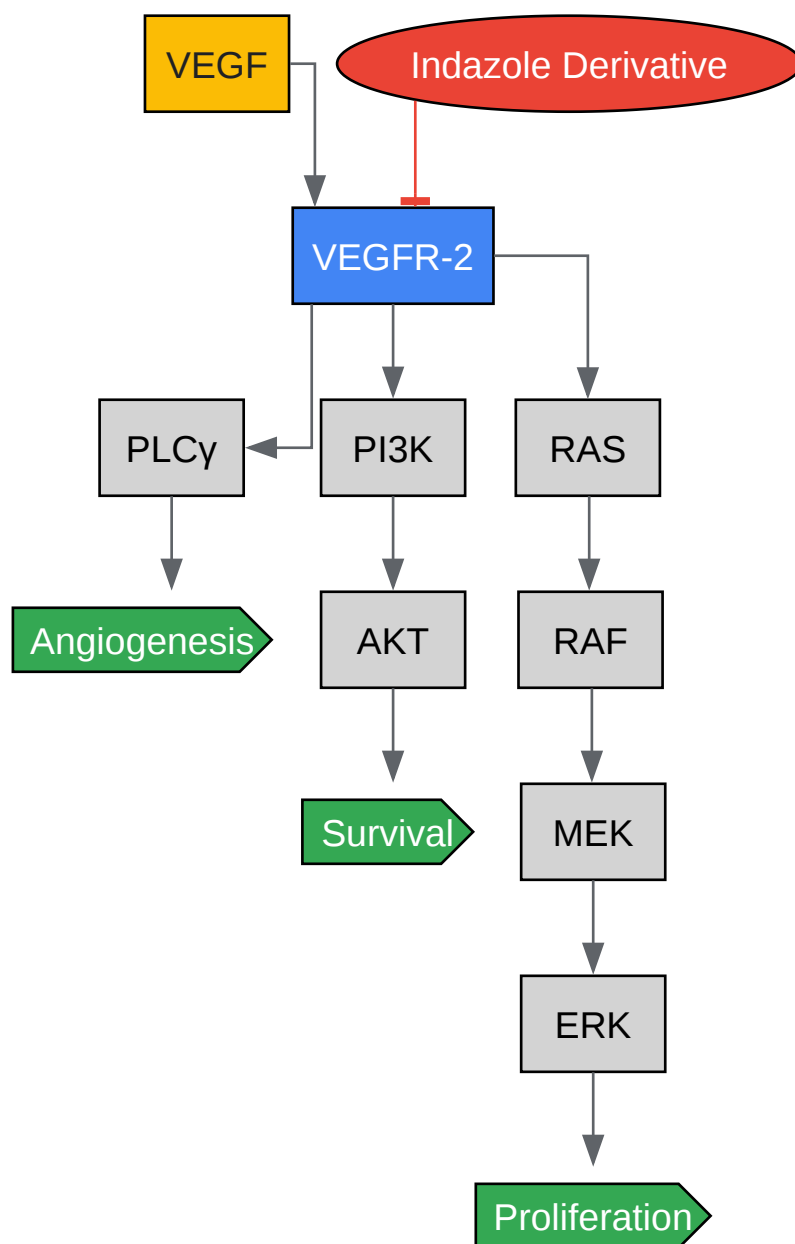 VEGF
Indazole Derivative
VEGFR-2
PLCγ
PI3K
RAS
Angiogenesis
AKT
RAF
Survival
MEK
ERK
Proliferation